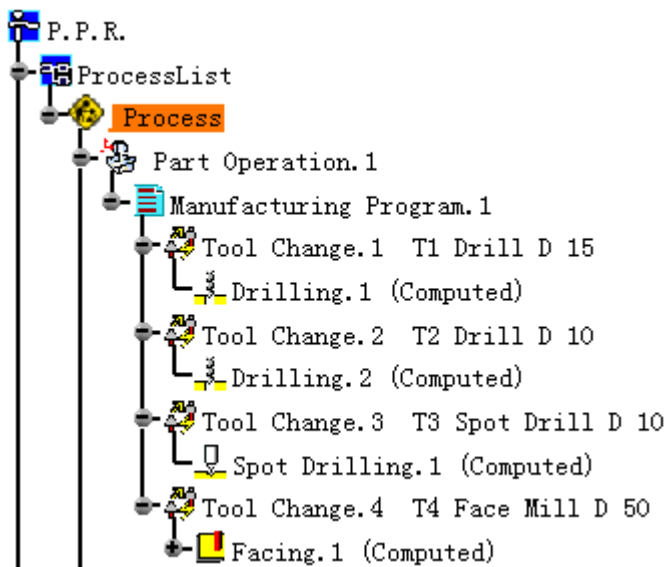 P.P.R.
ProcessList
Process
Part Operation.1
Manufacturing Program.1
Tool Change.1 T1 Drill D 15
Drilling.1 (Computed)
Tool Change.2 T2 Drill D 10
Drilling.2 (Computed)
Tool Change.3 T3 Spot Drill D 10
Spot Drilling.1 (Computed)
Tool Change.4 T4 Face Mill D 50
Facing.1 (Computed)